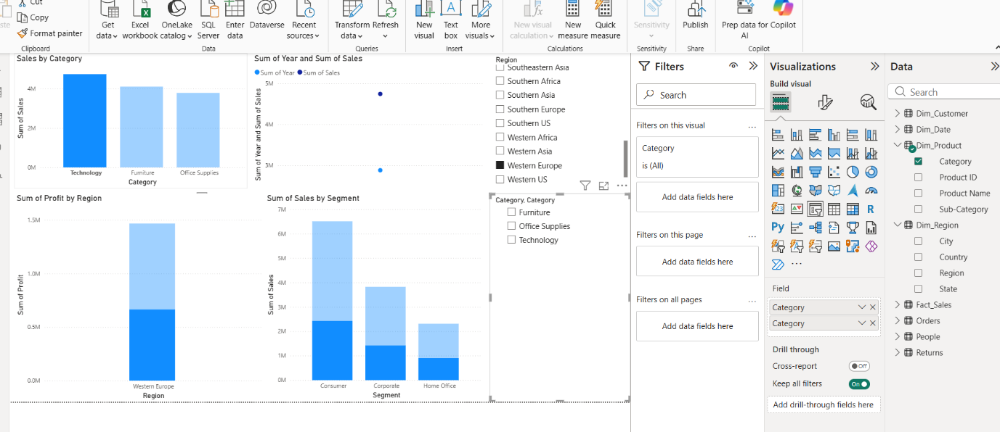 Cut
Copy
Format painter
Clipboard
Get data
Excel workbook
OneLake catalog
SQL Server
Enter data
Dataverse
Recent sources
Data
Transform data
Refresh
Queries
New visual
Text box
More visuals
Insert
New visual calculation
New measure
Quick measure
Calculations
Sensitivity
Sensitivity
Publish
Share
Prep data for AI
Copilot
Copilot
Sales by Category
Sum of Sales
4M
2M
0M
Technology
Furniture
Office Supplies
Category
Sum of Year and Sum of Sales
Sum of Year
Sum of Sales
Sum of Year and Sum of Sales
5M
4M
3M
Region
Southeastern Asia
Southern Africa
Southern Asia
Southern Europe
Southern US
Western Africa
Western Asia
Western Europe
Western US
Sum of Profit by Region
Sum of Profit
1.5M
1.0M
0.5M
0.0M
Western Europe
Region
Sum of Sales by Segment
Sum of Sales
7M
6M
5M
4M
3M
2M
1M
0M
Consumer
Corporate
Home Office
Segment
Category, Category
Furniture
Office Supplies
Technology
Filters
Search
Filters on this visual
...
Category
is (All)
Add data fields here
Filters on this page
...
Add data fields here
Filters on all pages
...
Add data fields here
Visualizations
Build visual
123
R
Py
...
Field
Category
Category
Drill through
Cross-report
Off
Keep all filters
On
Add drill-through fields here
Data
Search
Dim_Customer
Dim_Date
Dim_Product
Category
Product ID
Product Name
Sub-Category
Dim_Region
City
Country
Region
State
Fact_Sales
Orders
People
Returns